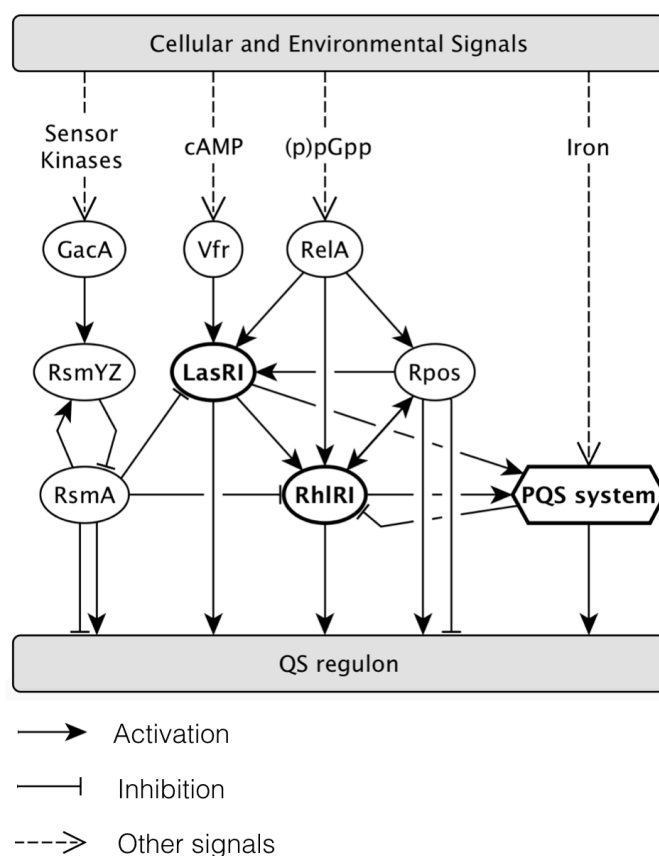 Cellular and Environmental Signals
Sensor
Kinases
cAMP
(p)pGpp
Iron
GacA
Vfr
RelA
RsmYZ
LasRI
Rpos
RsmA
RhlRI
PQS system
QS regulon
Activation
Inhibition
Other signals